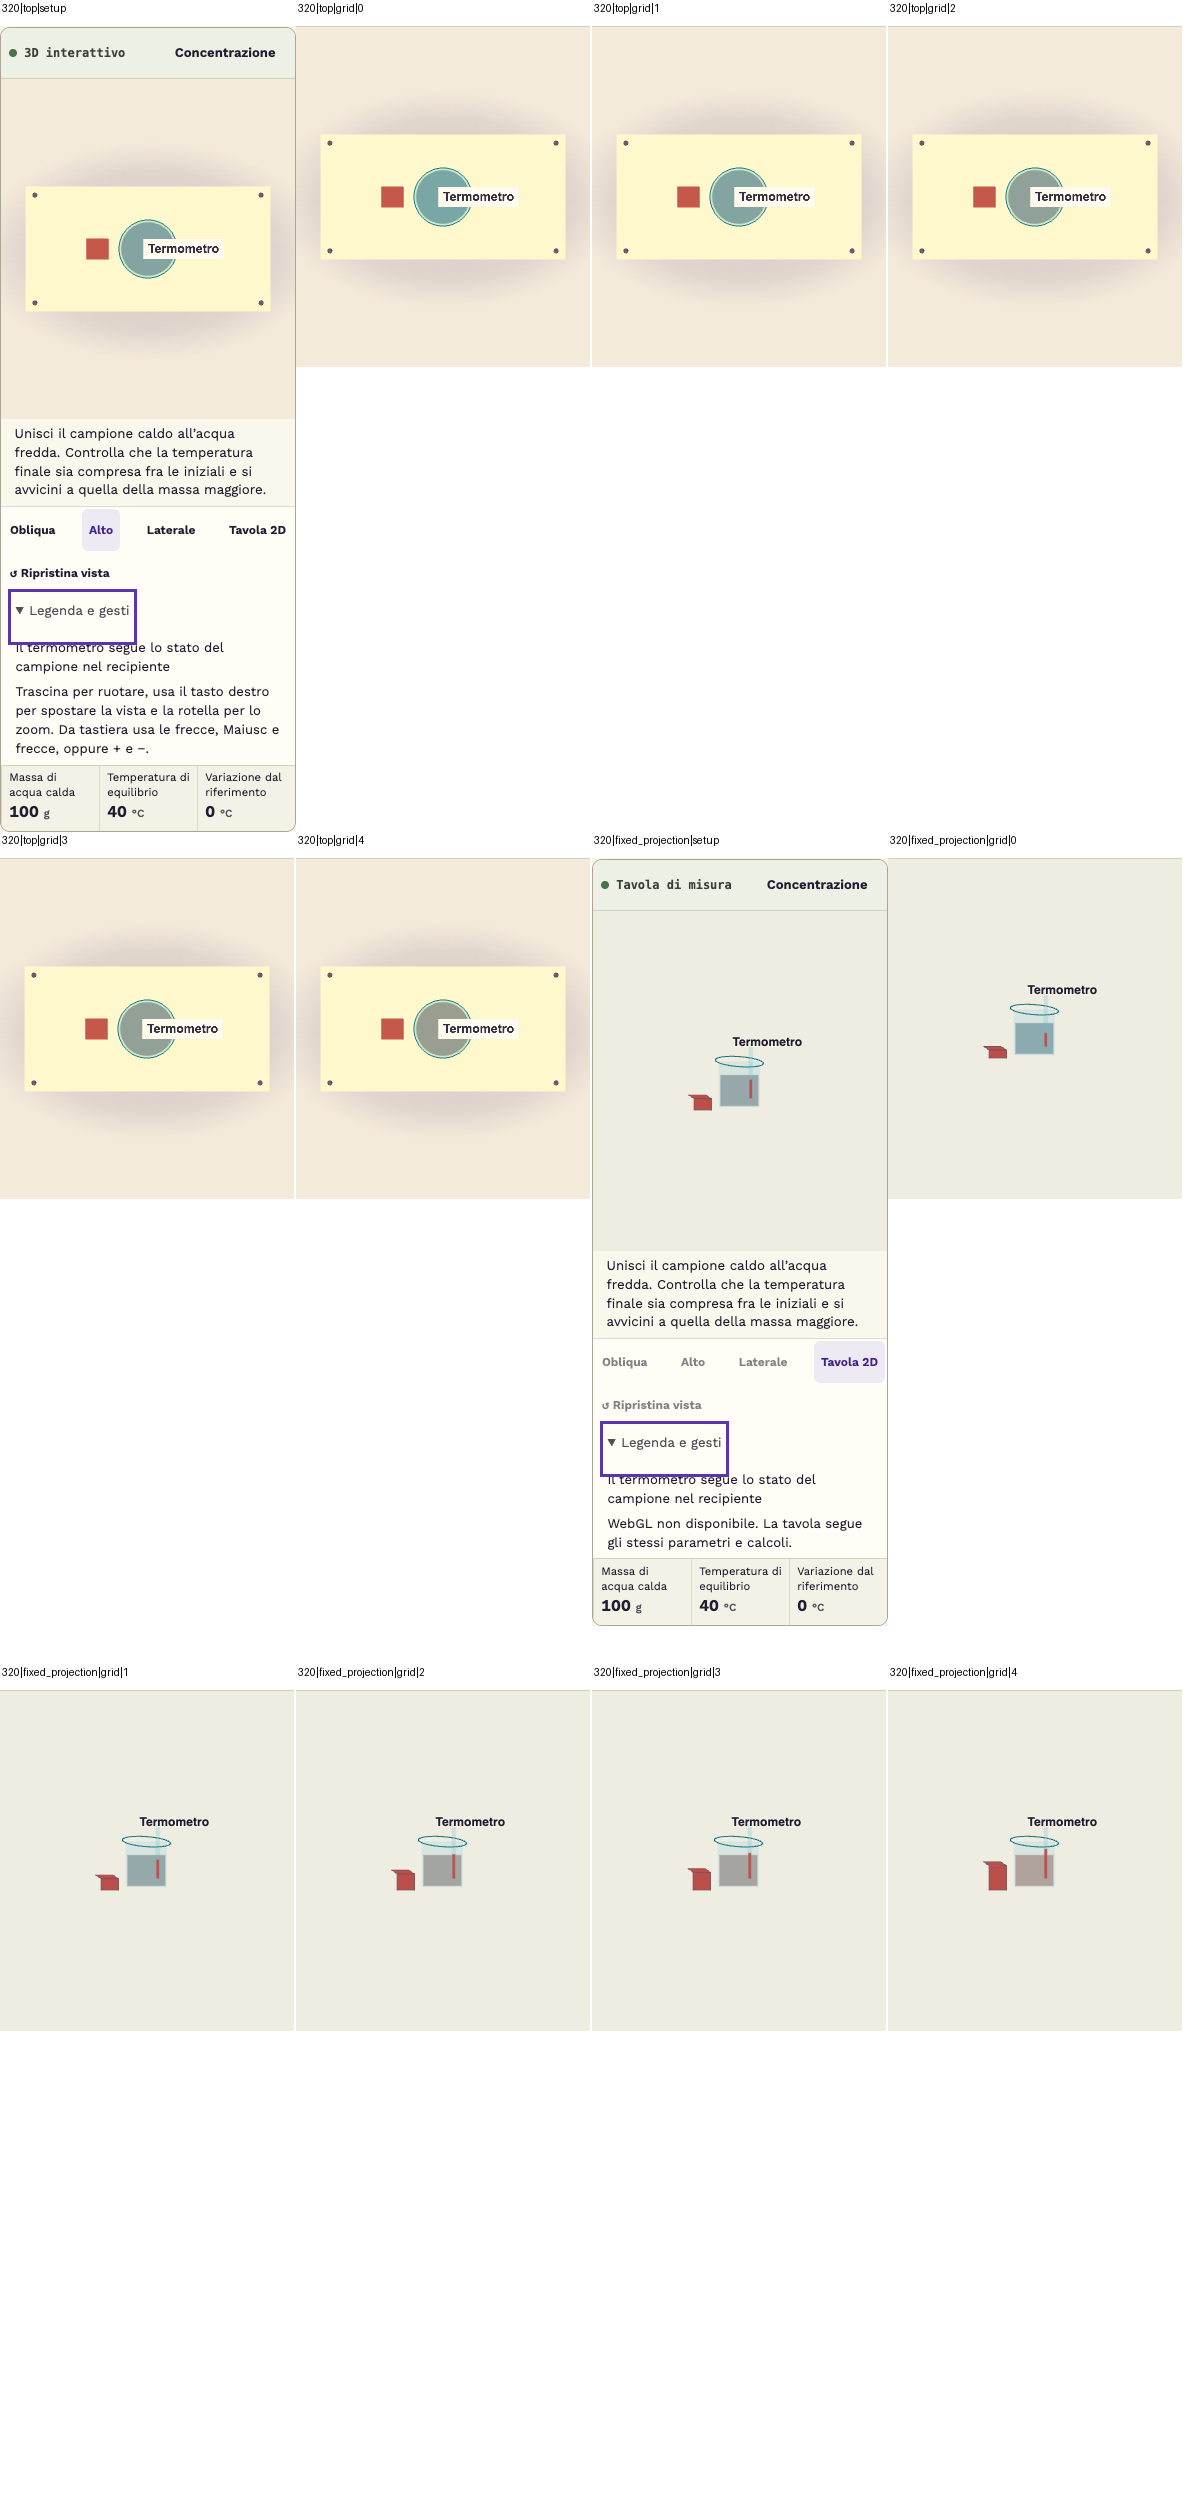 320|top|setup
320|top|grid|0
320|top|grid|1
320|top|grid|2
3D interattivo
Concentrazione
Termometro
Termometro
Termometro
Termometro
Unisci il campione caldo all’acqua
fredda. Controlla che la temperatura
finale sia compresa fra le iniziali e si
avvicini a quella della massa maggiore.
Obliqua
Alto
Laterale
Tavola 2D
↺ Ripristina vista
▼ Legenda e gesti
Il termometro segue lo stato del
campione nel recipiente
Trascina per ruotare, usa il tasto destro
per spostare la vista e la rotella per lo
zoom. Da tastiera usa le frecce, Maiusc e
frecce, oppure + e −.
Massa di
acqua calda
100 g
Temperatura di
equilibrio
40 °C
Variazione dal
riferimento
0 °C
320|top|grid|3
320|top|grid|4
320|fixed_projection|setup
320|fixed_projection|grid|0
Termometro
Termometro
Tavola di misura
Concentrazione
Termometro
Termometro
Unisci il campione caldo all’acqua
fredda. Controlla che la temperatura
finale sia compresa fra le iniziali e si
avvicini a quella della massa maggiore.
Obliqua
Alto
Laterale
Tavola 2D
↺ Ripristina vista
▼ Legenda e gesti
Il termometro segue lo stato del
campione nel recipiente
WebGL non disponibile. La tavola segue
gli stessi parametri e calcoli.
Massa di
acqua calda
100 g
Temperatura di
equilibrio
40 °C
Variazione dal
riferimento
0 °C
320|fixed_projection|grid|1
320|fixed_projection|grid|2
320|fixed_projection|grid|3
320|fixed_projection|grid|4
Termometro
Termometro
Termometro
Termometro